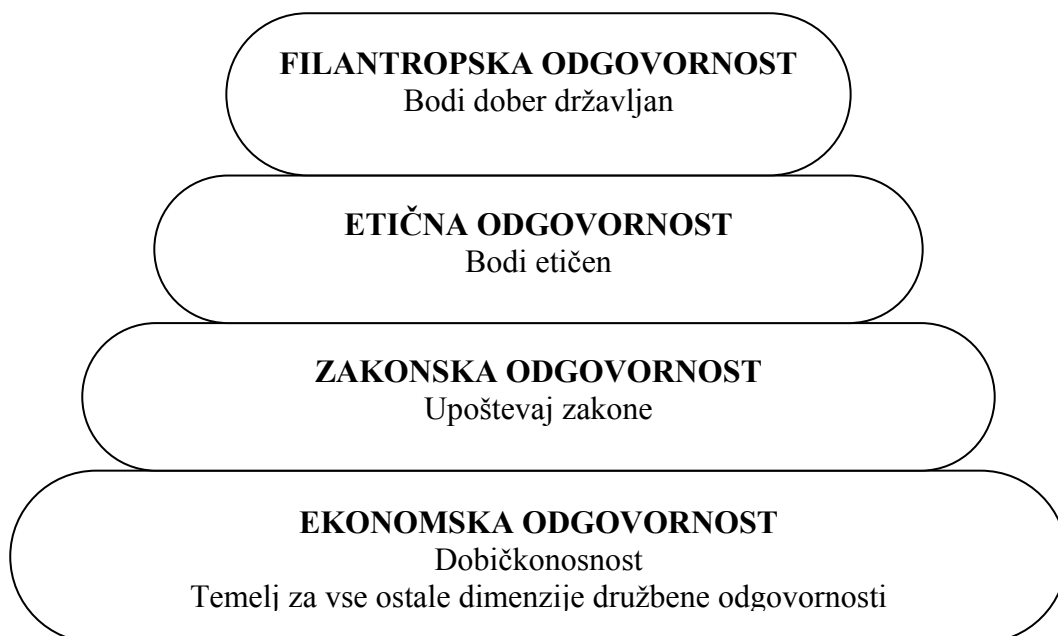 FILANTROPSKA ODGOVORNOST
Bodi dober državljan
ETIČNA ODGOVORNOST
Bodi etičen
ZAKONSKA ODGOVORNOST
Upoštevaj zakone
EKONOMSKA ODGOVORNOST
Dobičkonosnost
Temelj za vse ostale dimenzije družbene odgovornosti